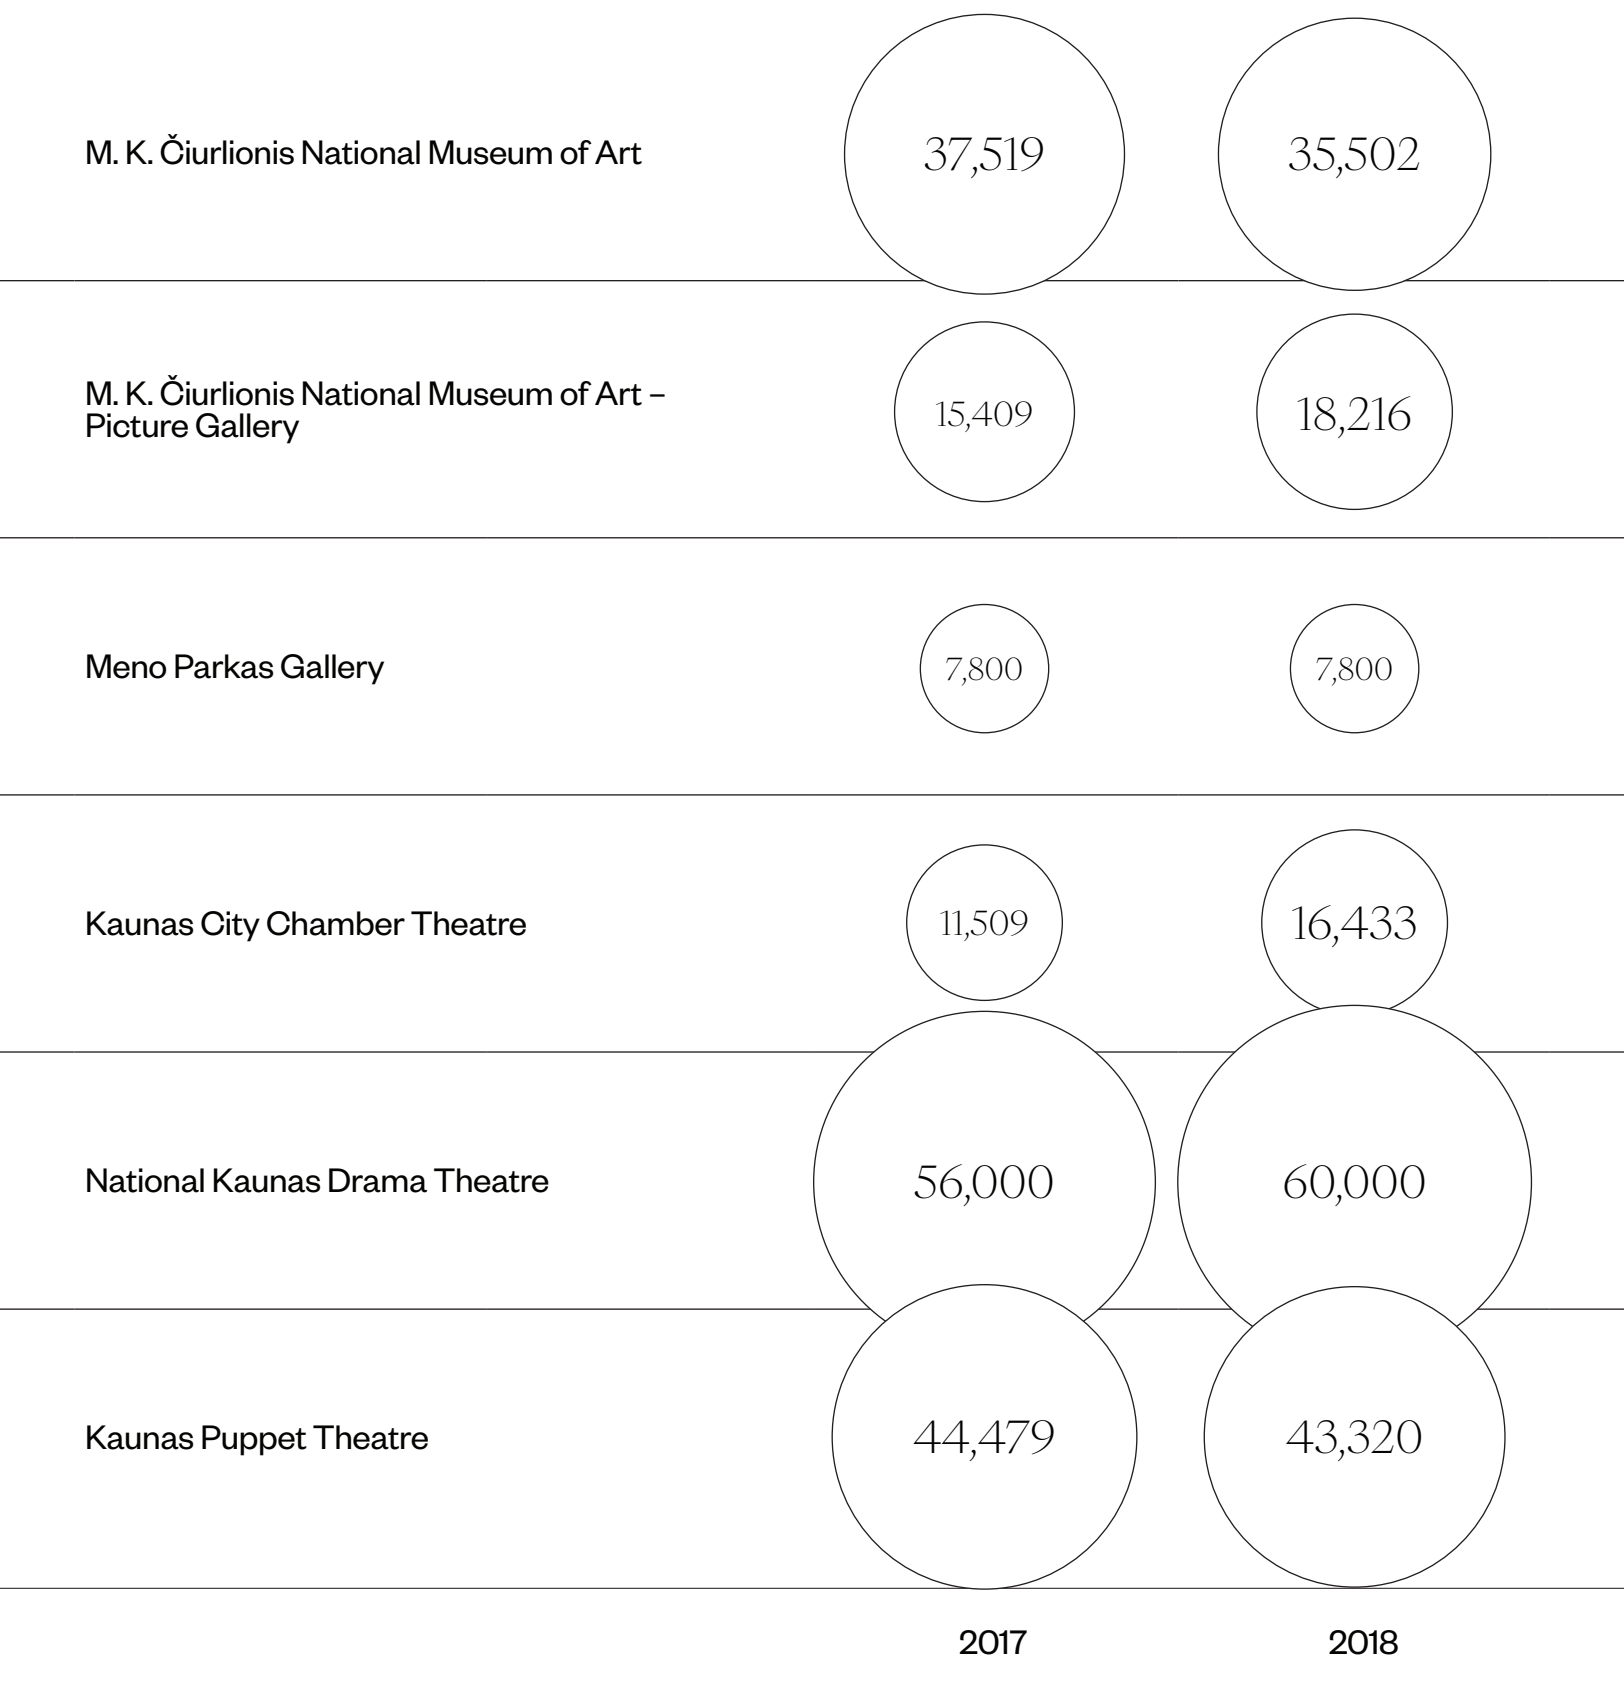 M. K. Čiurlionis National Museum of Art
37,519
35,502
M. K. Čiurlionis National Museum of Art –
Picture Gallery
15,409
18,216
Meno Parkas Gallery
7,800
7,800
Kaunas City Chamber Theatre
11,509
16,433
National Kaunas Drama Theatre
56,000
60,000
Kaunas Puppet Theatre
44,479
43,320
2017
2018